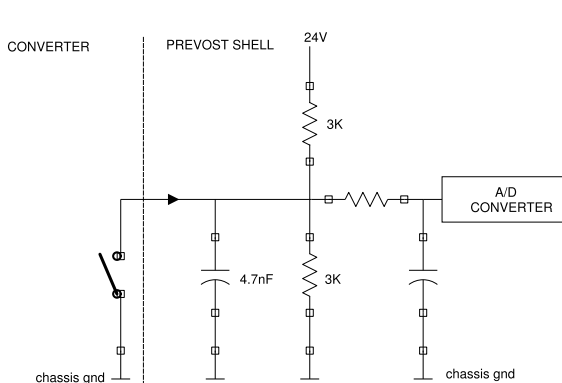 24V
CONVERTER
PREVOST SHELL
3K
A/D
CONVERTER
4.7nF
3K
chassis gnd
chassis gnd